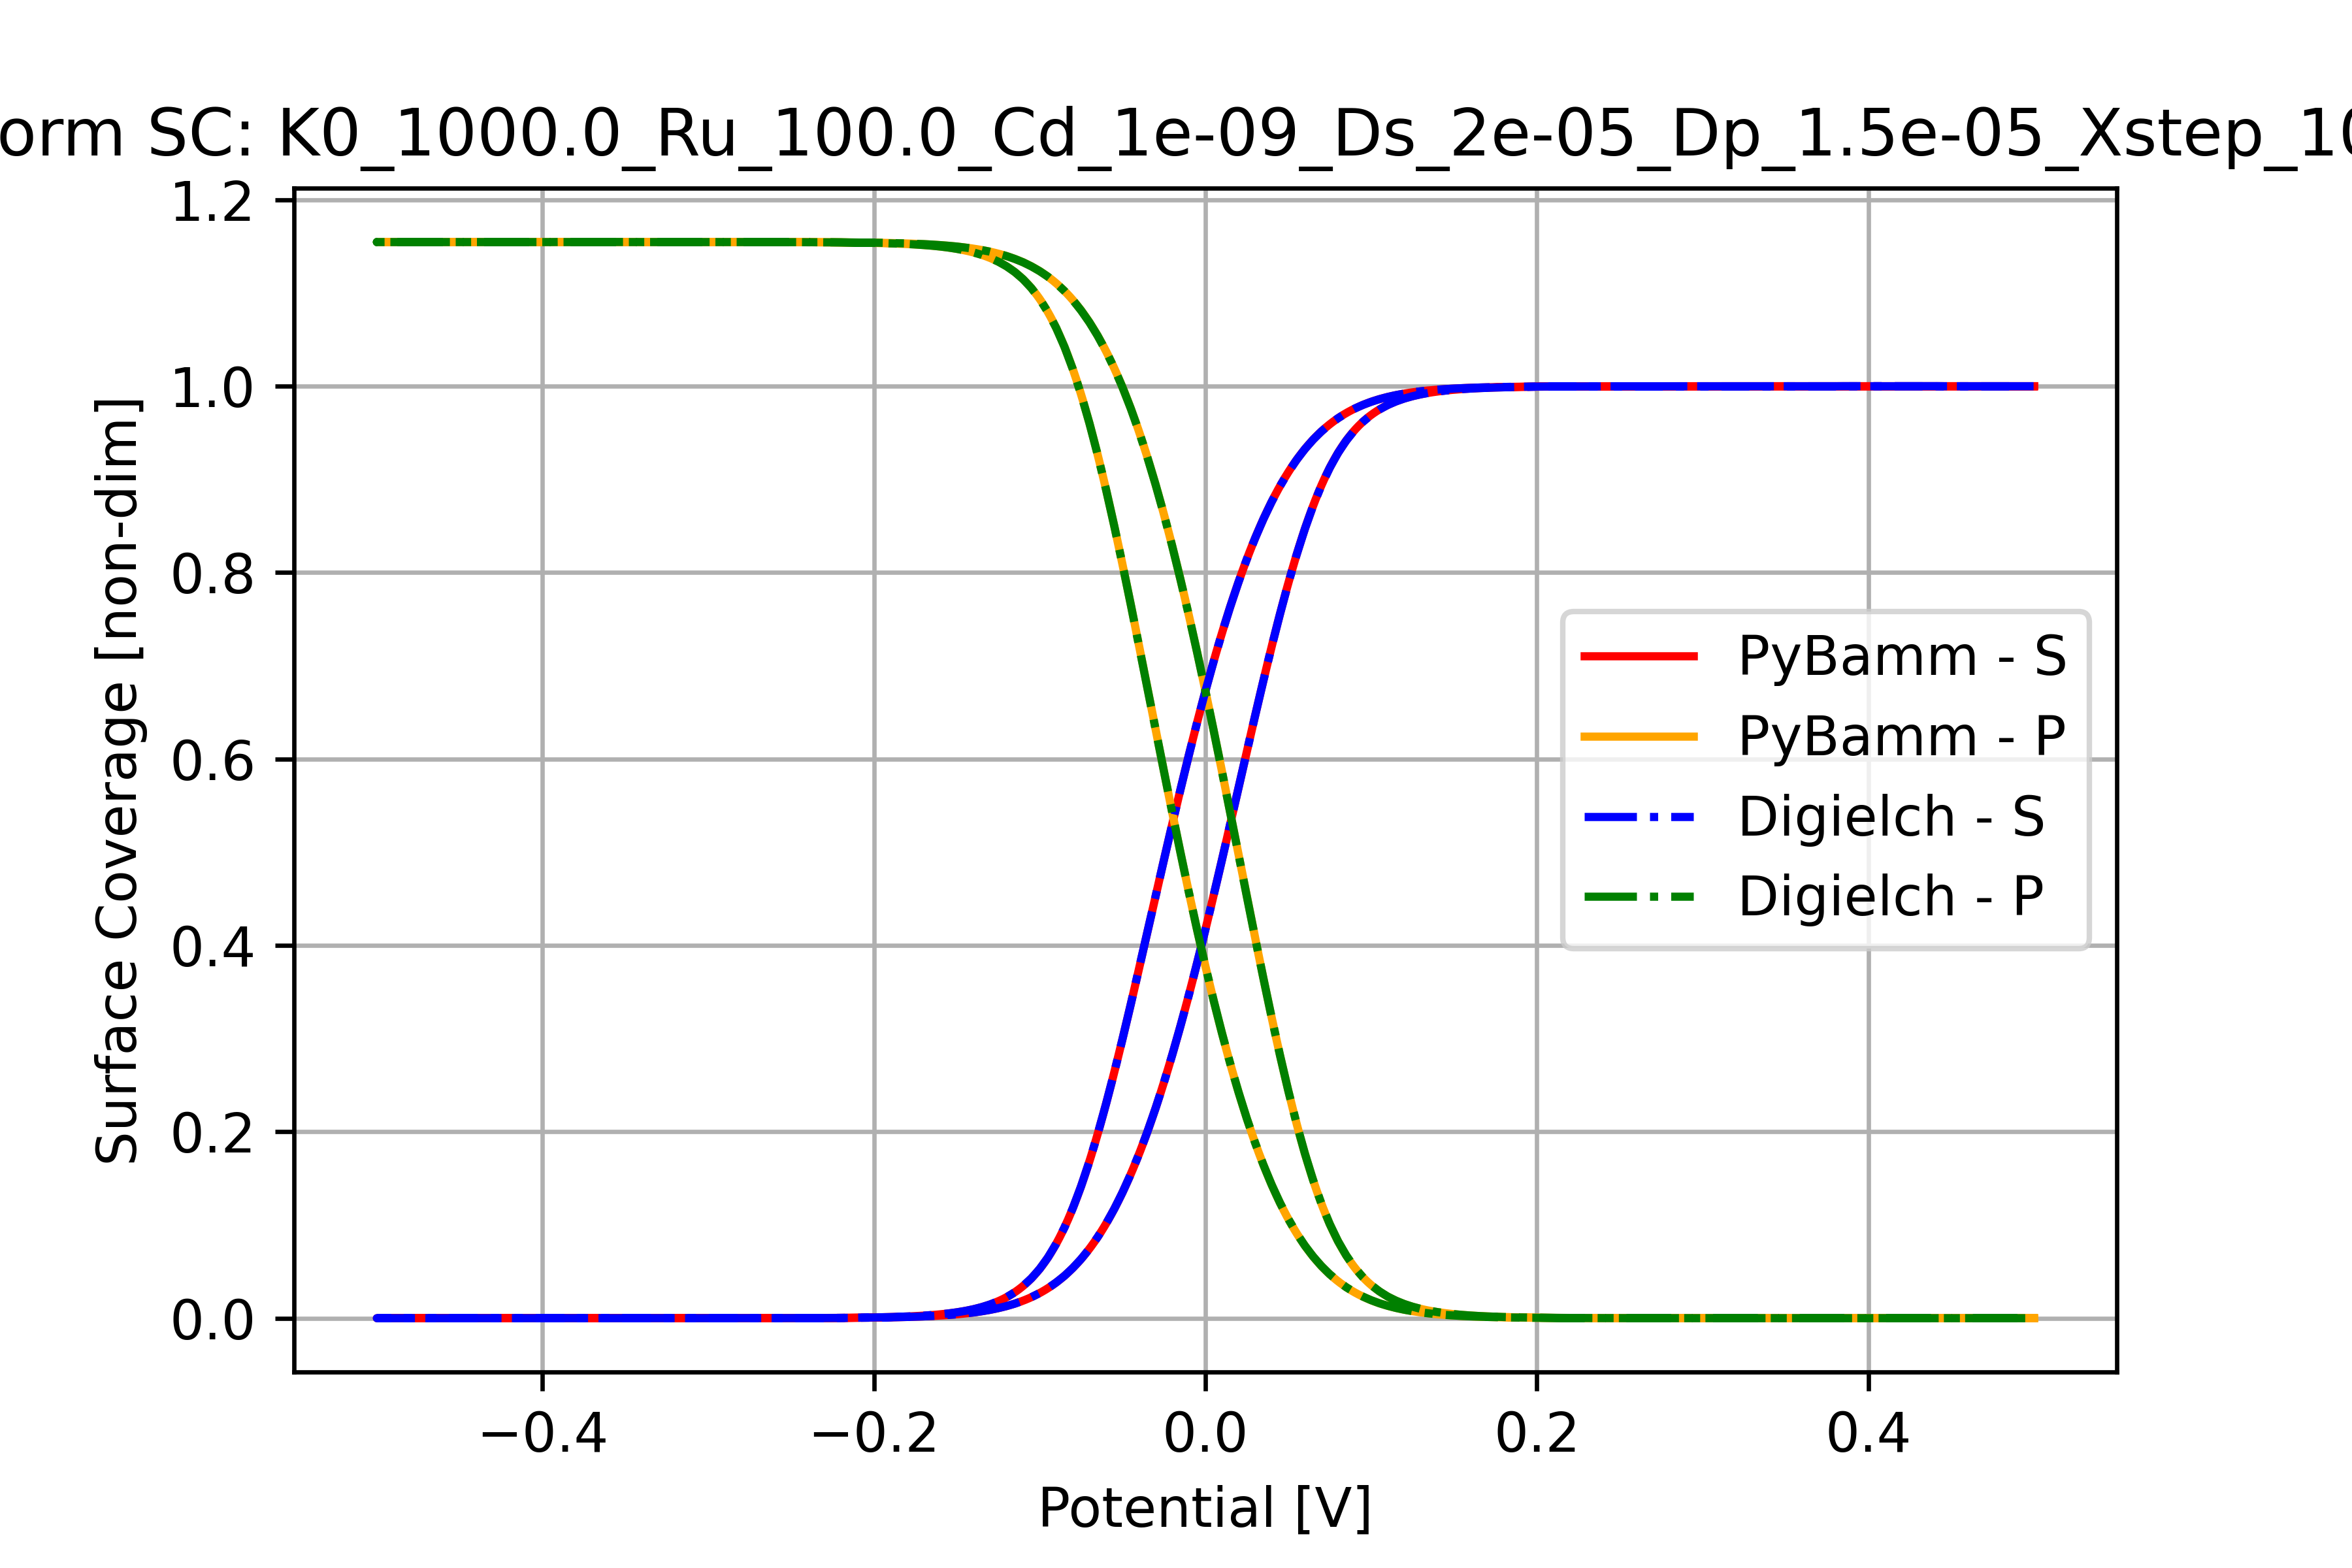 orm SC: K0_1000.0_Ru_100.0_Cd_1e-09_Ds_2e-05_Dp_1.5e-05_Xstep_10
1.2
1.0
0.8
0.6
0.4
0.2
0.0
Surface Coverage [non-dim]
PyBamm - S
PyBamm - P
Digielch - S
Digielch - P
−0.4 −0.2 0.0 0.2 0.4
Potential [V]